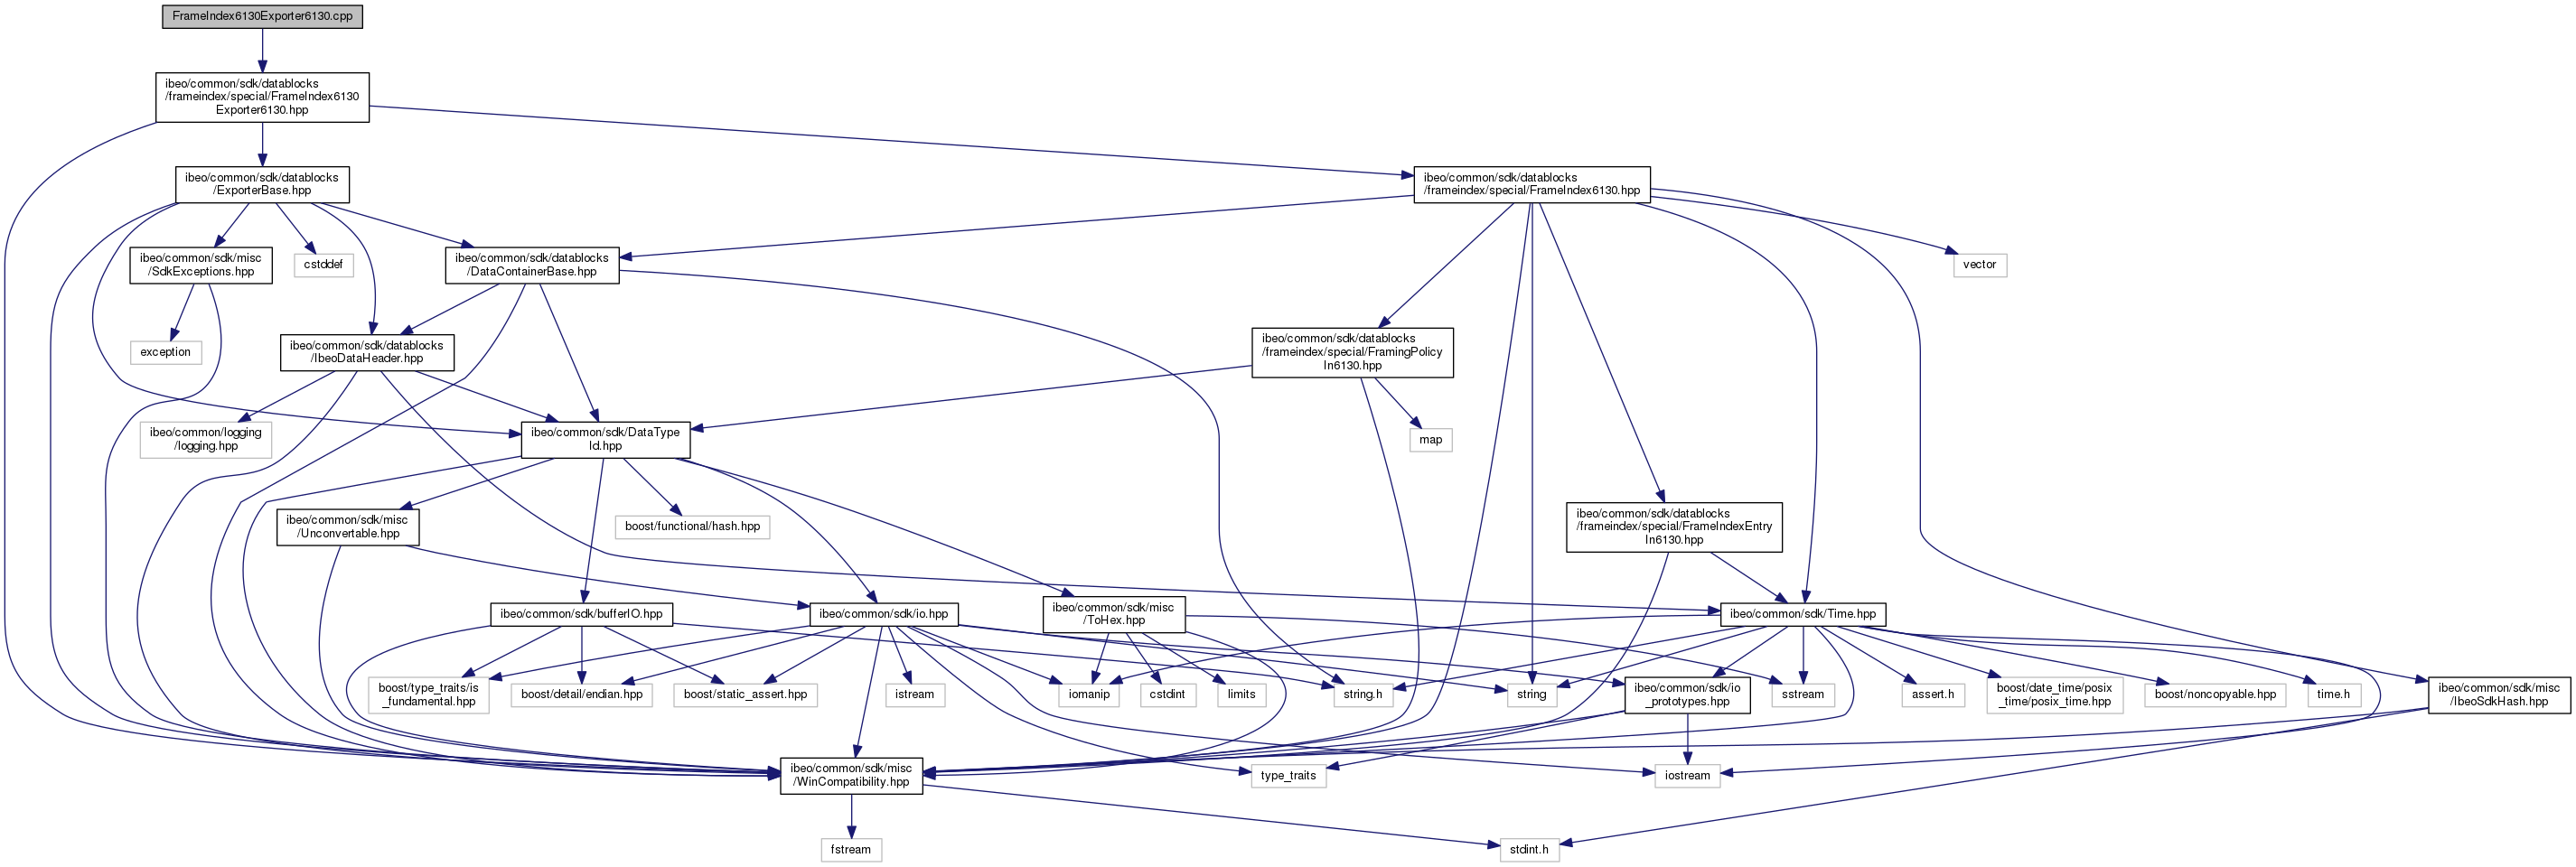 FrameIndex6130Exporter6130.cpp
ibeo/common/sdk/datablocks
/frameindex/special/FrameIndex6130
Exporter6130.hpp
ibeo/common/sdk/datablocks
/ExporterBase.hpp
ibeo/common/sdk/datablocks
/frameindex/special/FrameIndex6130.hpp
ibeo/common/sdk/misc
/SdkExceptions.hpp
cstddef
ibeo/common/sdk/datablocks
/DataContainerBase.hpp
vector
exception
ibeo/common/sdk/datablocks
/IbeoDataHeader.hpp
ibeo/common/sdk/datablocks
/frameindex/special/FramingPolicy
In6130.hpp
ibeo/common/logging
/logging.hpp
ibeo/common/sdk/DataType
Id.hpp
map
ibeo/common/sdk/misc
/Unconvertable.hpp
boost/functional/hash.hpp
ibeo/common/sdk/datablocks
/frameindex/special/FrameIndexEntry
In6130.hpp
ibeo/common/sdk/bufferIO.hpp
ibeo/common/sdk/io.hpp
ibeo/common/sdk/misc
/ToHex.hpp
ibeo/common/sdk/Time.hpp
boost/type_traits/is
_fundamental.hpp
boost/detail/endian.hpp
boost/static_assert.hpp
istream
iomanip
cstdint
limits
string.h
string
ibeo/common/sdk/io
_prototypes.hpp
sstream
assert.h
boost/date_time/posix
_time/posix_time.hpp
boost/noncopyable.hpp
time.h
ibeo/common/sdk/misc
/IbeoSdkHash.hpp
ibeo/common/sdk/misc
/WinCompatibility.hpp
type_traits
iostream
fstream
stdint.h